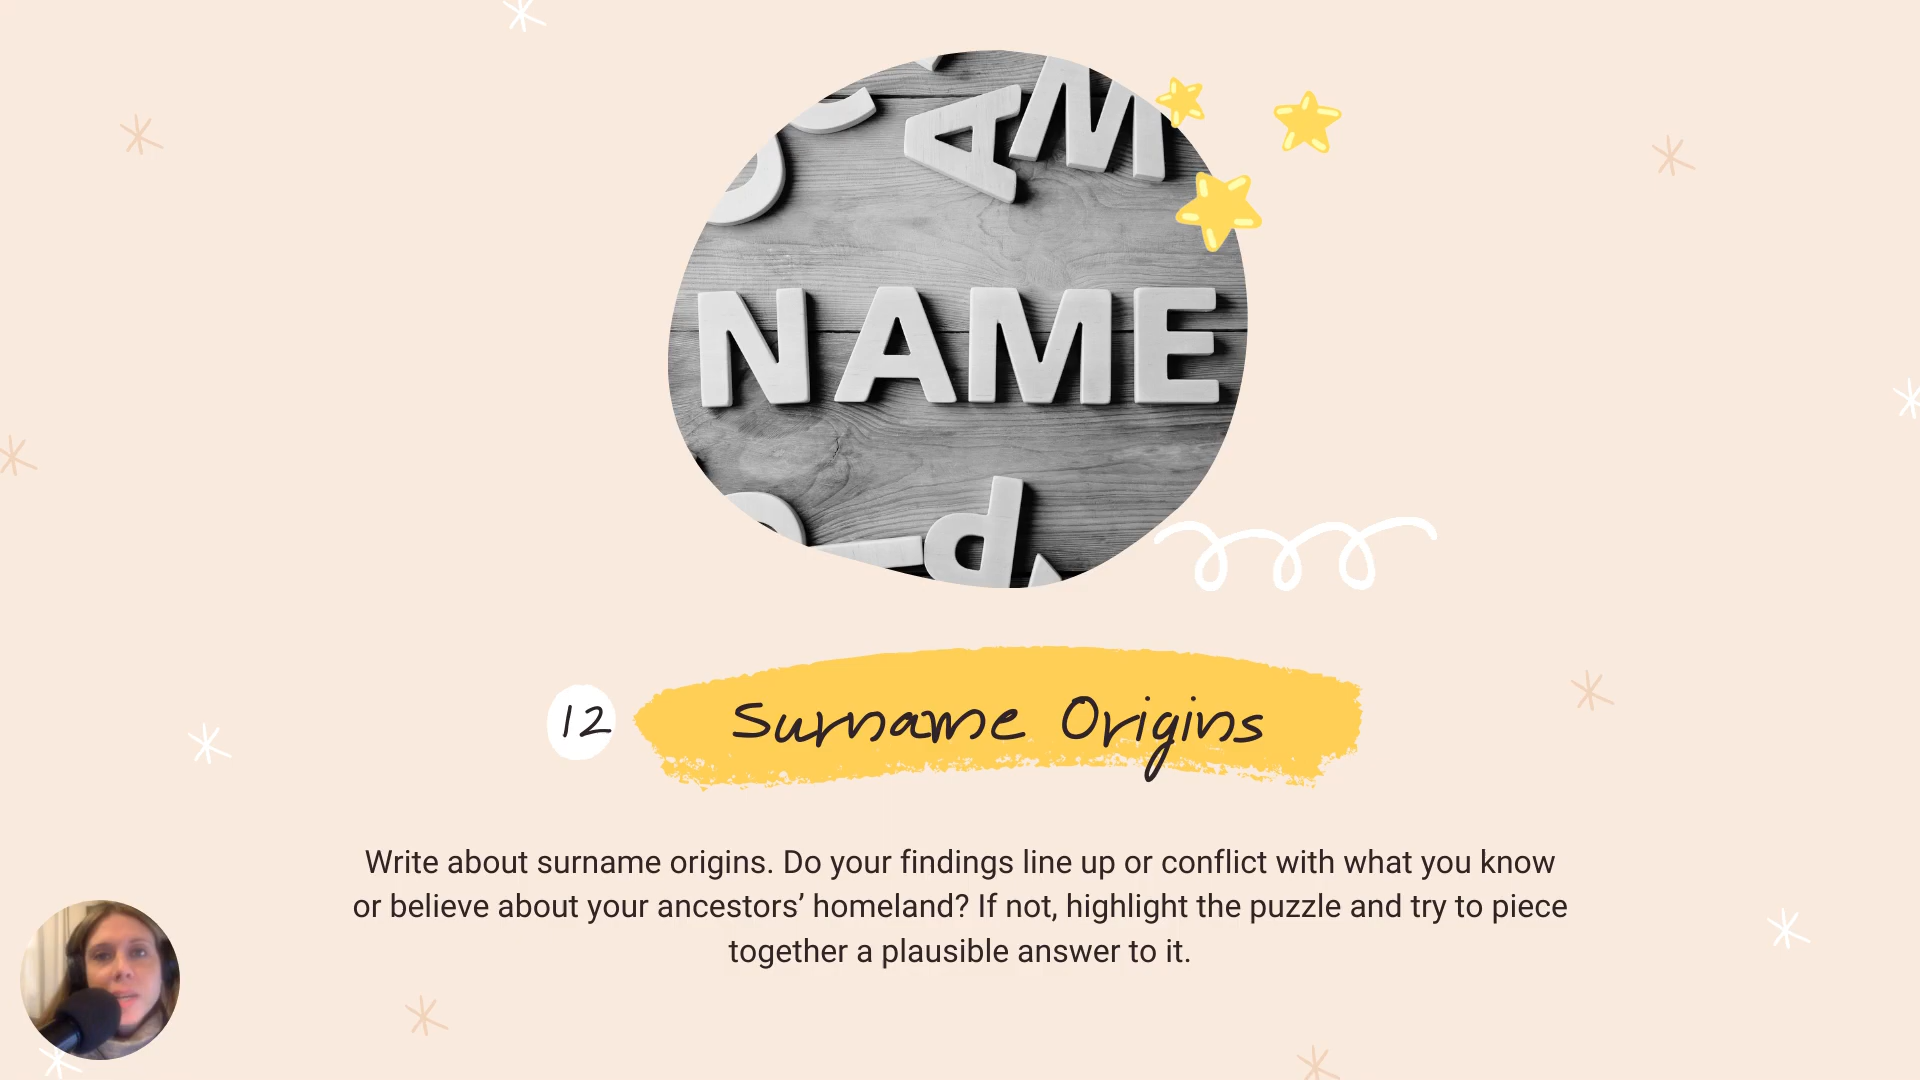 AM
NAME
12 Surname Origins
Write about surname origins. Do your findings line up or conflict with what you know
or believe about your ancestors’ homeland? If not, highlight the puzzle and try to piece
together a plausible answer to it.